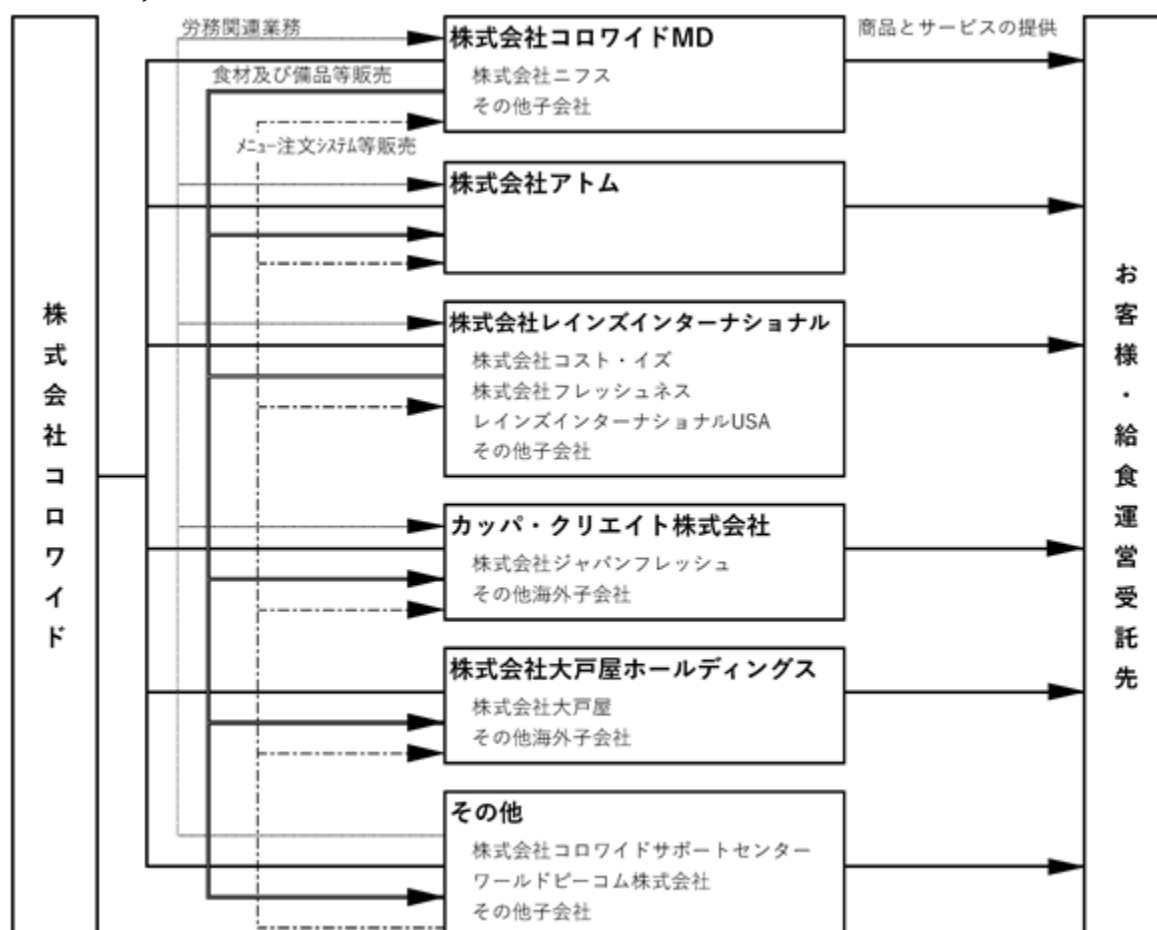 労務関連業務
株式会社コロワイドMD
商品とサービスの提供
食材及び備品等販売
株式会社ニフス
その他子会社
メニュー注文システム等販売
株式会社アトム
株式会社コロワイド
お客様・給食運営受託先
株式会社レインズインターナショナル
株式会社コスト・イズ
株式会社フレッシュネス
レインズインターナショナルUSA
その他子会社
カッパ・クリエイト株式会社
株式会社ジャパンフレッシュ
その他海外子会社
株式会社大戸屋ホールディングス
株式会社大戸屋
その他海外子会社
その他
株式会社コロワイドサポートセンター
ワールドピーコム株式会社
その他子会社